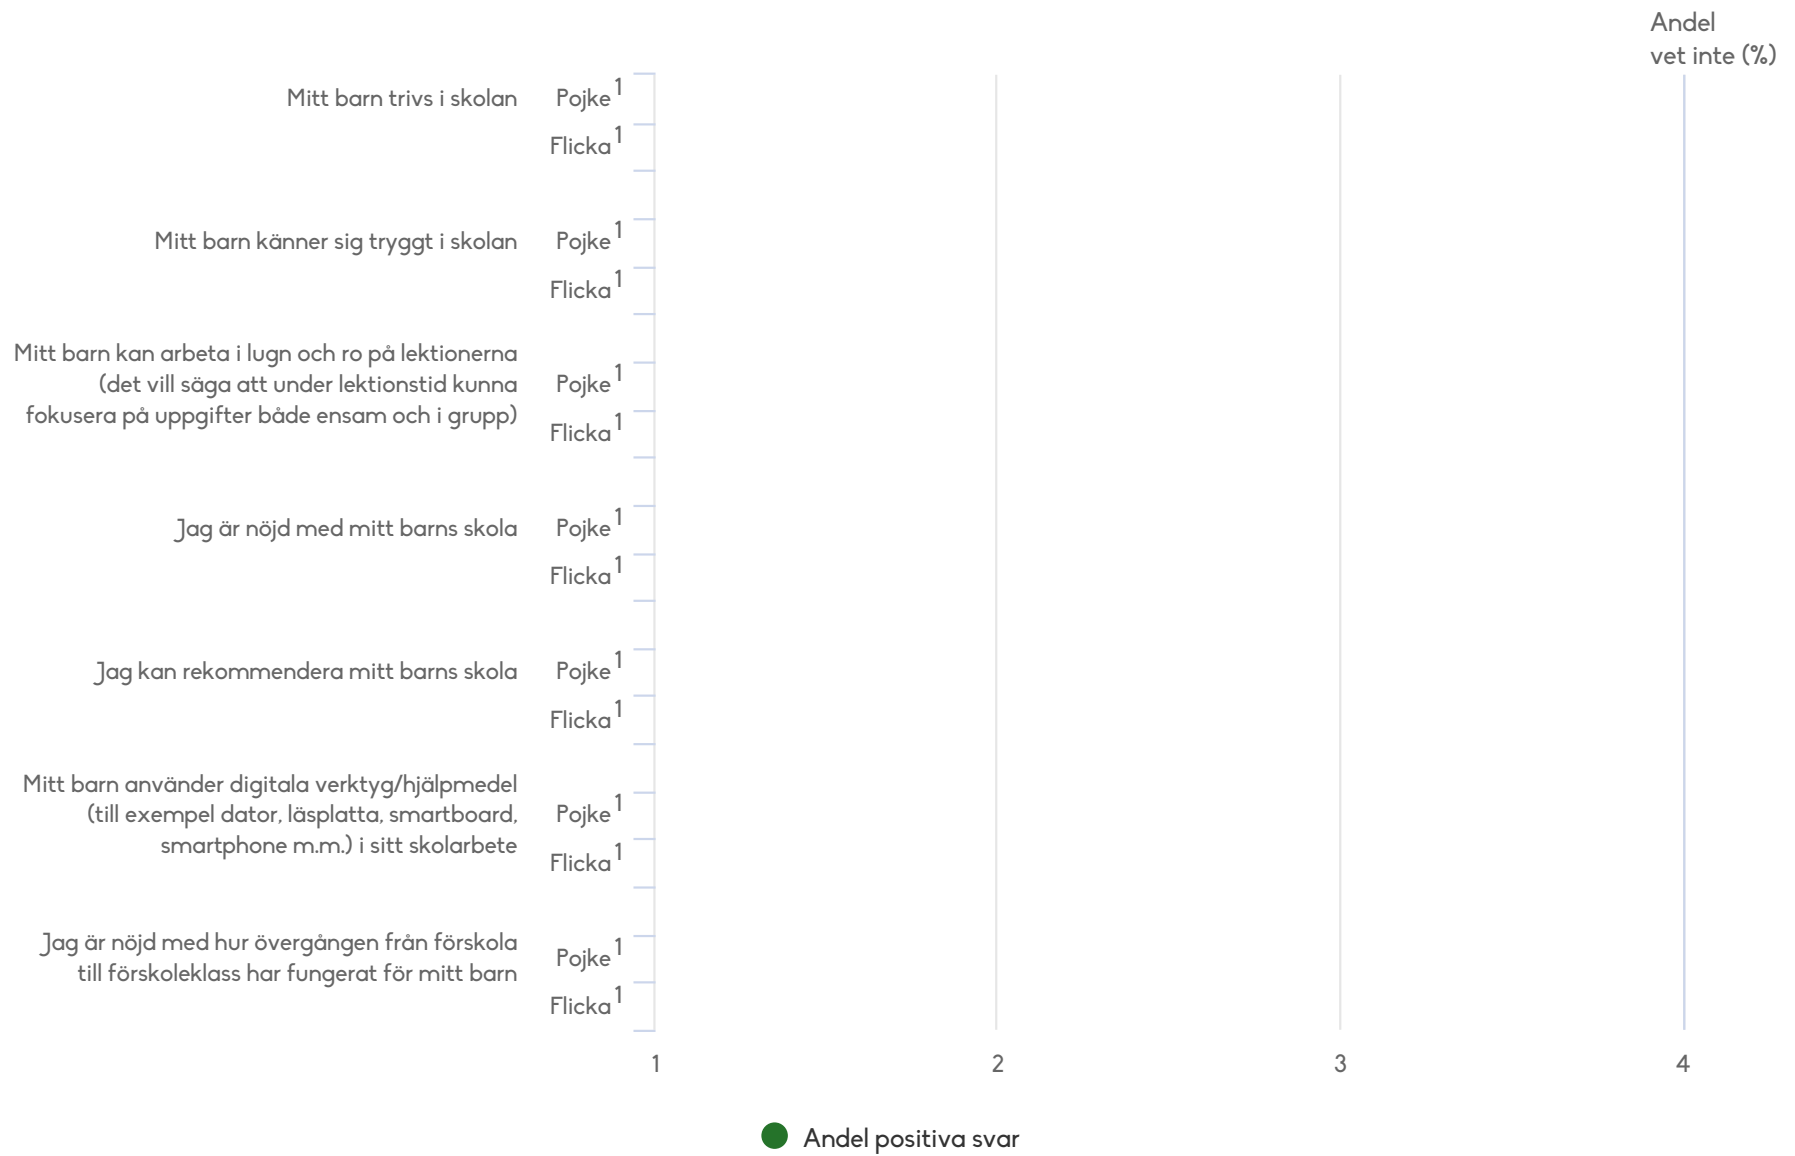 Andel
vet inte (%)
Mitt barn trivs i skolan Pojke 1
Flicka 1
Mitt barn känner sig tryggt i skolan Pojke 1
Flicka 1
Mitt barn kan arbeta i lugn och ro på lektionerna
(det vill säga att under lektionstid kunna Pojke 1
fokusera på uppgifter både ensam och i grupp)
Flicka 1
Jag är nöjd med mitt barns skola Pojke 1
Flicka 1
Jag kan rekommendera mitt barns skola Pojke 1
Flicka 1
Mitt barn använder digitala verktyg/hjälpmedel
(till exempel dator, läsplatta, smartboard, Pojke 1
smartphone m.m.) i sitt skolarbete
Flicka 1
Jag är nöjd med hur övergången från förskola
till förskoleklass har fungerat för mitt barn Pojke 1
Flicka 1
1 2 3 4
Andel positiva svar